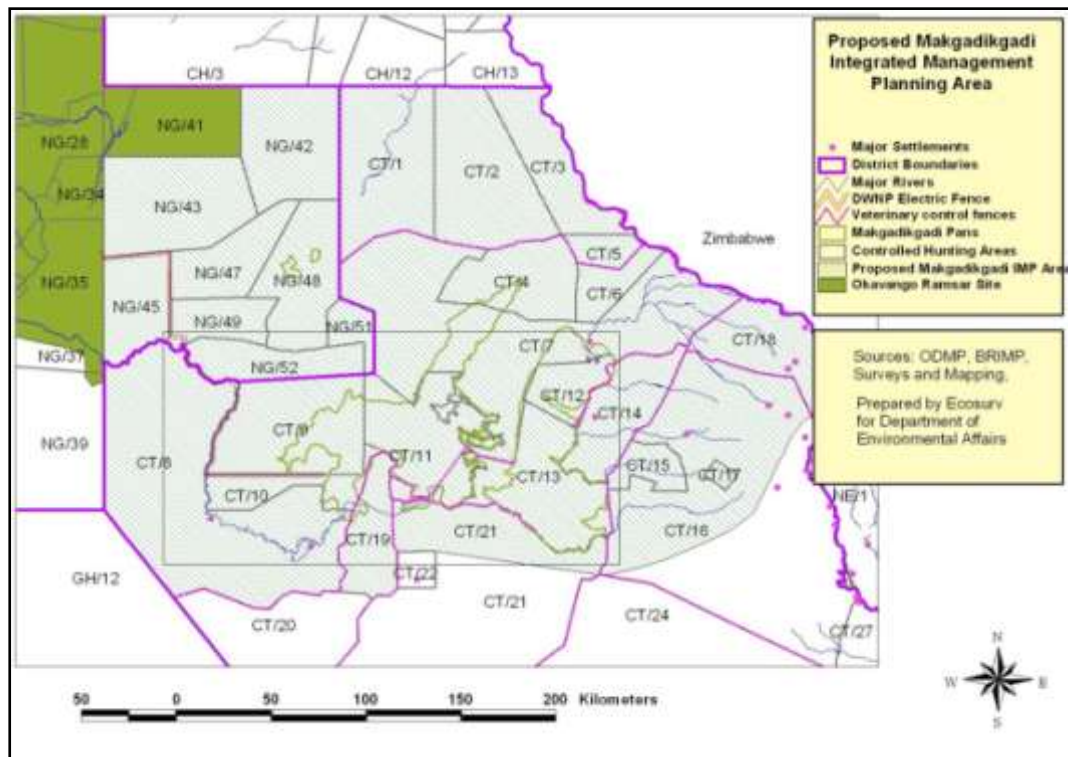 Proposed Makgadikgadi
Integrated Management
Planning Area
Major Settlements
District Boundaries
Major Rivers
DWNP Electric Fence
Veterinary control fences
Makgadikgadi Pans
Controlled Hunting Areas
Proposed Makgadikgadi IMP Area
Okavango Ramsar Site
Sources: ODMP, BRIMP,
Surveys and Mapping,
Prepared by Ecosurv
for Department of
Environmental Affairs
CH/3
CH/12
CH/13
NG/41
NG/28
NG/42
CT/1
CT/2
CT/3
NG/34
NG/43
Zimbabwe
CT/5
NG/47
NG/35
NG/48
CT/4
NG/45
CT/6
NG/49
NG/51
CT/18
NG/37
CT/7
NG/52
CT/12
CT/14
NG/39
CT/8
CT/9
CT/11
CT/15
CT/13
CT/17
CT/10
NE/1
CT/21
CT/16
CT/19
GH/12
CT/22
CT/21
CT/24
CT/20
CT/27
50 0 50 100 150 200 Kilometers
N
W E
S